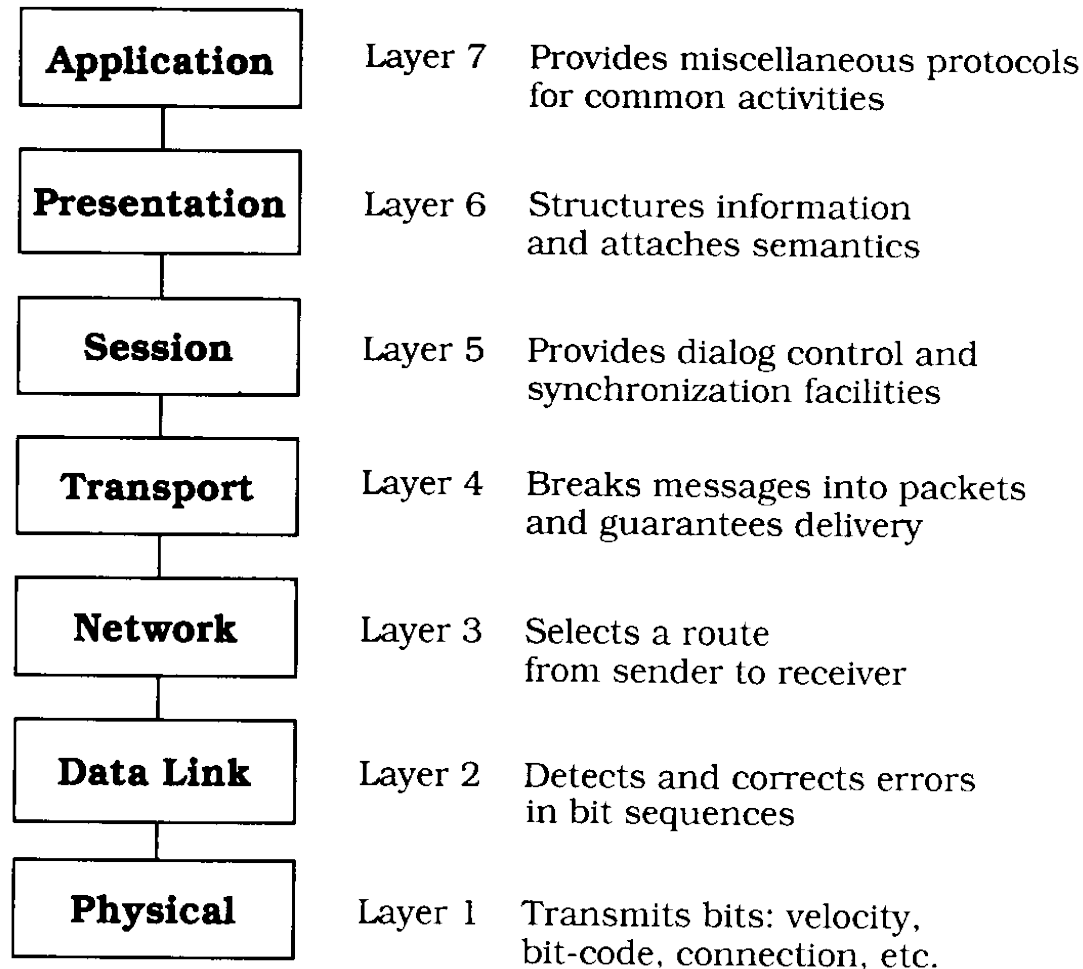 Application Layer 7 Provides miscellaneous protocols
for common activities
Presentation Layer 6 Structures information
and attaches semantics
Session Layer 5 Provides dialog control and
synchronization facilities
Transport Layer 4 Breaks messages into packets
and guarantees delivery
Network Layer 3 Selects a route
from sender to receiver
Data Link Layer 2 Detects and corrects errors
in bit sequences
Physical Layer 1 Transmits bits: velocity,
bit-code, connection, etc.